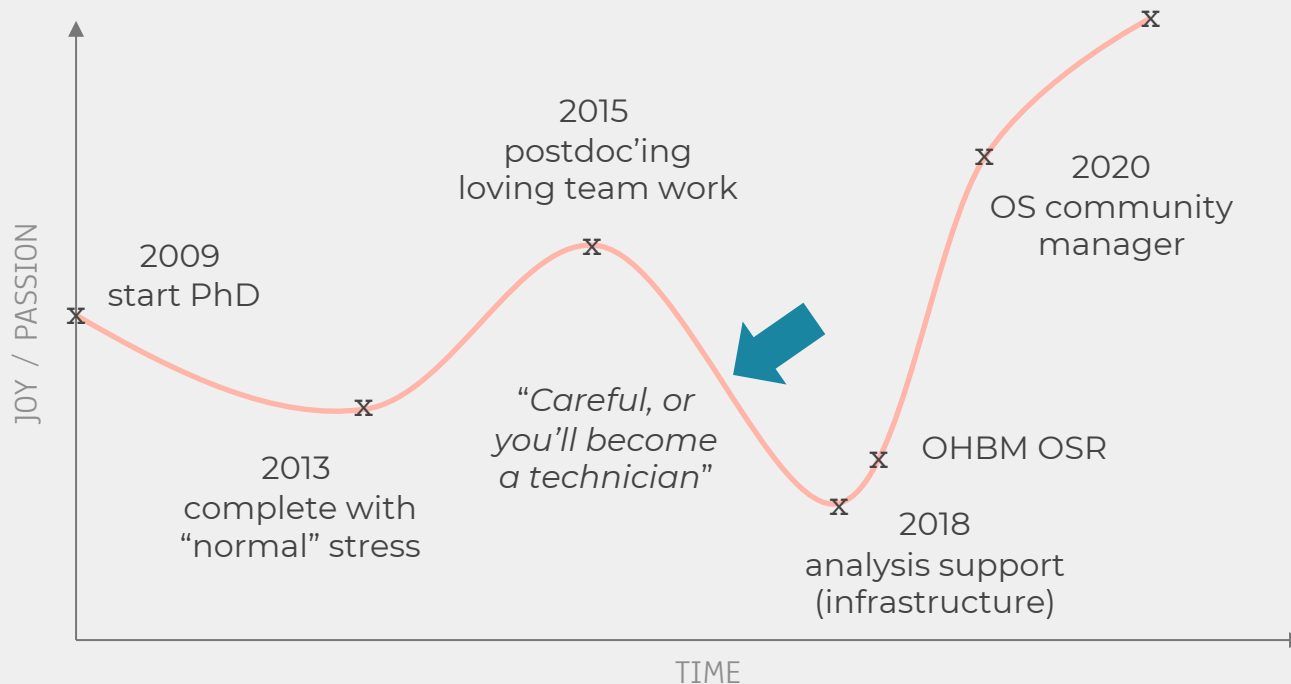 JOY / PASSION
2009
start PhD
2013
complete with
“normal” stress
2015
postdoc’ing
loving team work
“Careful, or
you’ll become
a technician”
2018
analysis support
(infrastructure)
OHBM OSR
2020
OS community
manager
TIME
x
x
x
x
x
x
x